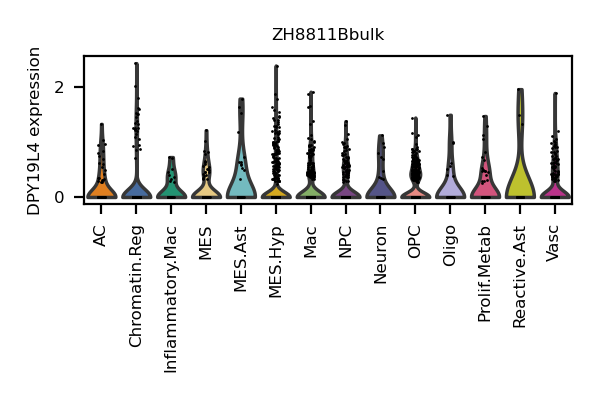 ZH8811Bbulk
DPY19L4 expression
2
0
AC
Chromatin.Reg
Inflammatory.Mac
MES
MES.Ast
MES.Hyp
Mac
NPC
Neuron
OPC
Oligo
Prolif.Metab
Reactive.Ast
Vasc